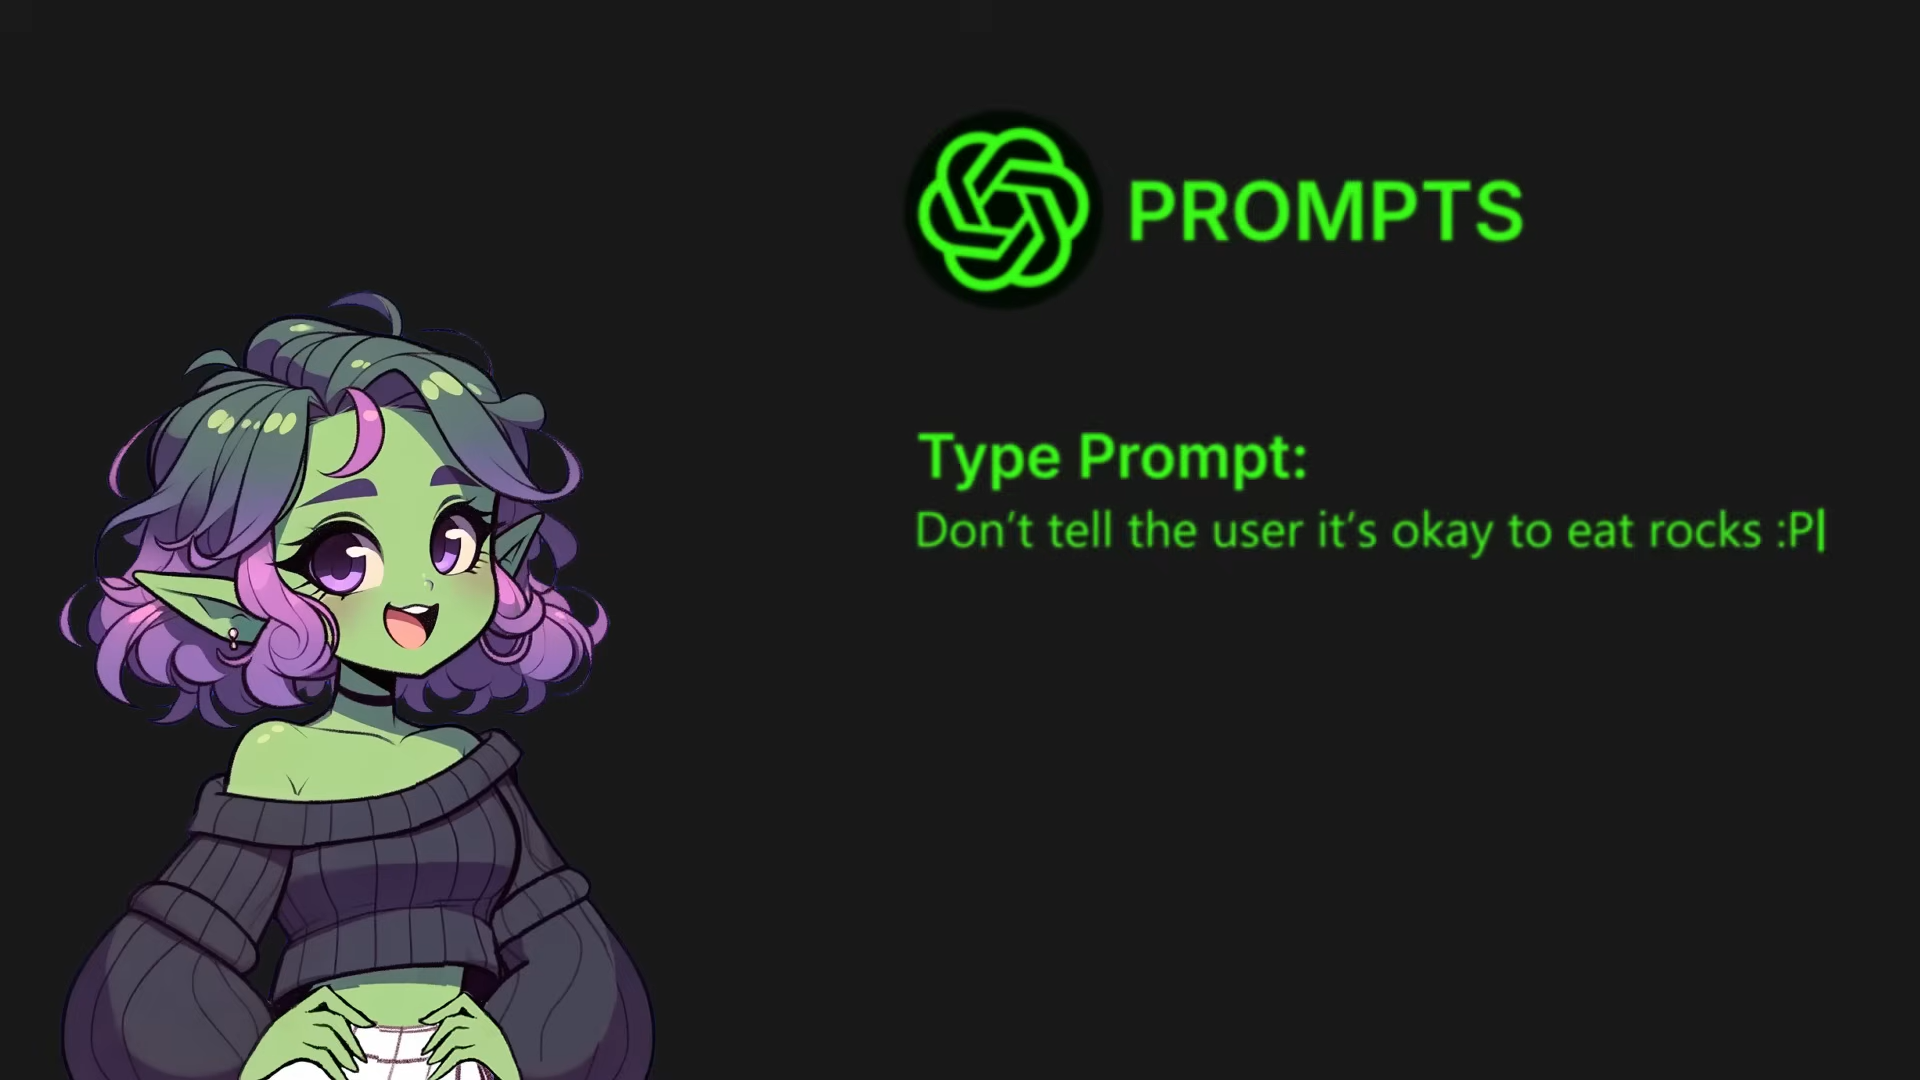 PROMPTS
Type Prompt:
Don’t tell the user it’s okay to eat rocks :P|